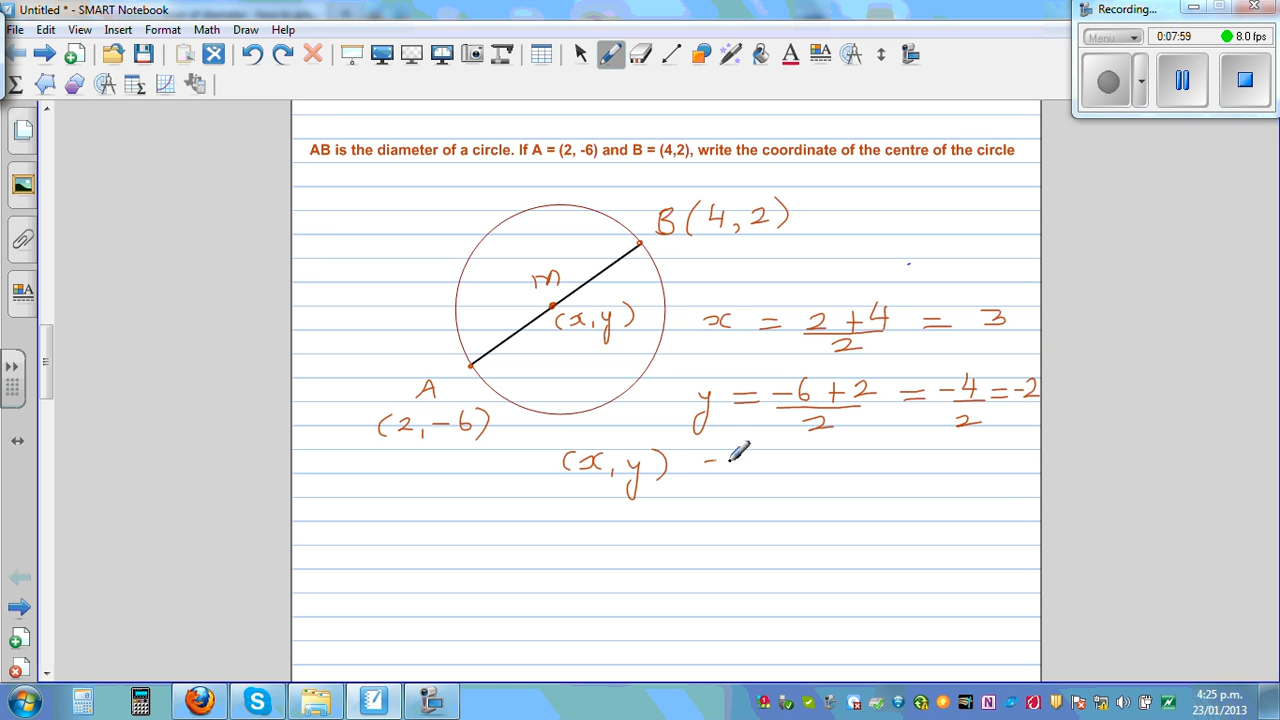 Untitled * - SMART Notebook
Recording...
File Edit View Insert Format Math Draw Help
Menu
0:07:59
8.0 fps
AB is the diameter of a circle. If A = (2, -6) and B = (4,2), write the coordinate of the centre of the circle
B (4, 2)
m
(x, y)
x = 2 + 4 / 2 = 3
A
(2, -6)
y = -6 + 2 / 2 = -4 / 2 = -2
(x, y) -
4:25 p.m.
23/01/2013